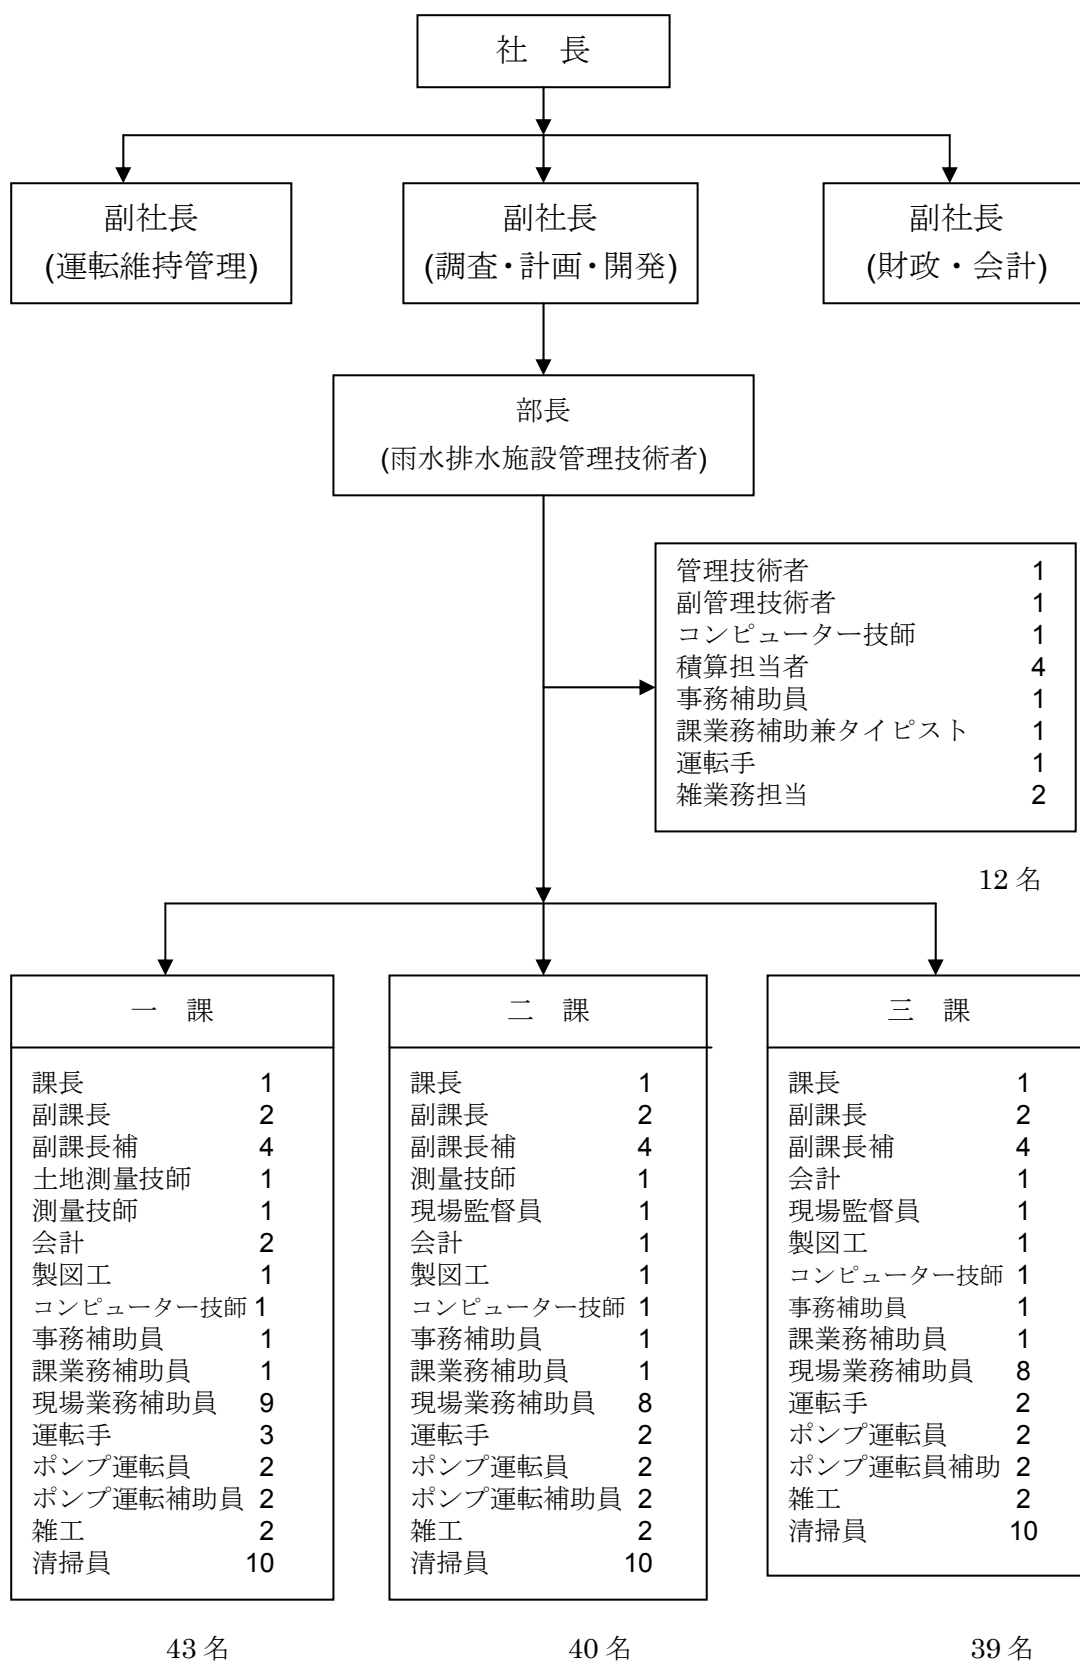 社 長
副社長
(運転維持管理)
副社長
(調査・計画・開発)
副社長
(財政・会計)
部長
(雨水排水施設管理技術者)
管理技術者 1
副管理技術者 1
コンピューター技師 1
積算担当者 4
事務補助員 1
課業務補助兼タイピスト 1
運転手 1
雑業務担当 2
12 名
一 課
課長 1
副課長 2
副課長補 4
土地測量技師 1
測量技師 1
会計 2
製図工 1
コンピューター技師 1
事務補助員 1
課業務補助員 1
現場業務補助員 9
運転手 3
ポンプ運転員 2
ポンプ運転補助員 2
雑工 2
清掃員 10
43 名
二 課
課長 1
副課長 2
副課長補 4
測量技師 1
現場監督員 1
会計 1
製図工 1
コンピューター技師 1
事務補助員 1
課業務補助員 1
現場業務補助員 8
運転手 2
ポンプ運転員 2
ポンプ運転補助員 2
雑工 2
清掃員 10
40 名
三 課
課長 1
副課長 2
副課長補 4
会計 1
現場監督員 1
製図工 1
コンピューター技師 1
事務補助員 1
課業務補助員 1
現場業務補助員 8
運転手 2
ポンプ運転員 2
ポンプ運転員補助 2
雑工 2
清掃員 10
39 名